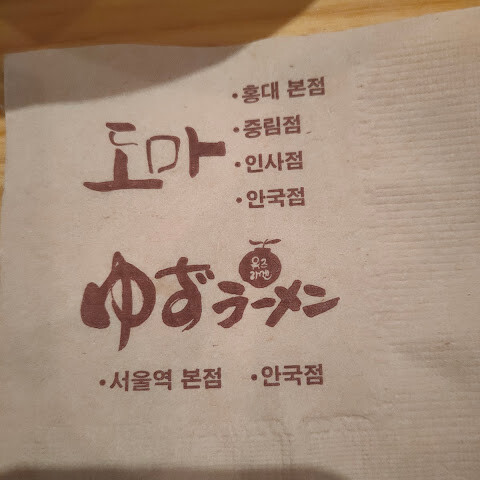 도마
·홍대 본점
·중림점
·인사점
·안국점
유즈
라멘
ゆずラーメン
·서울역 본점 ·안국점